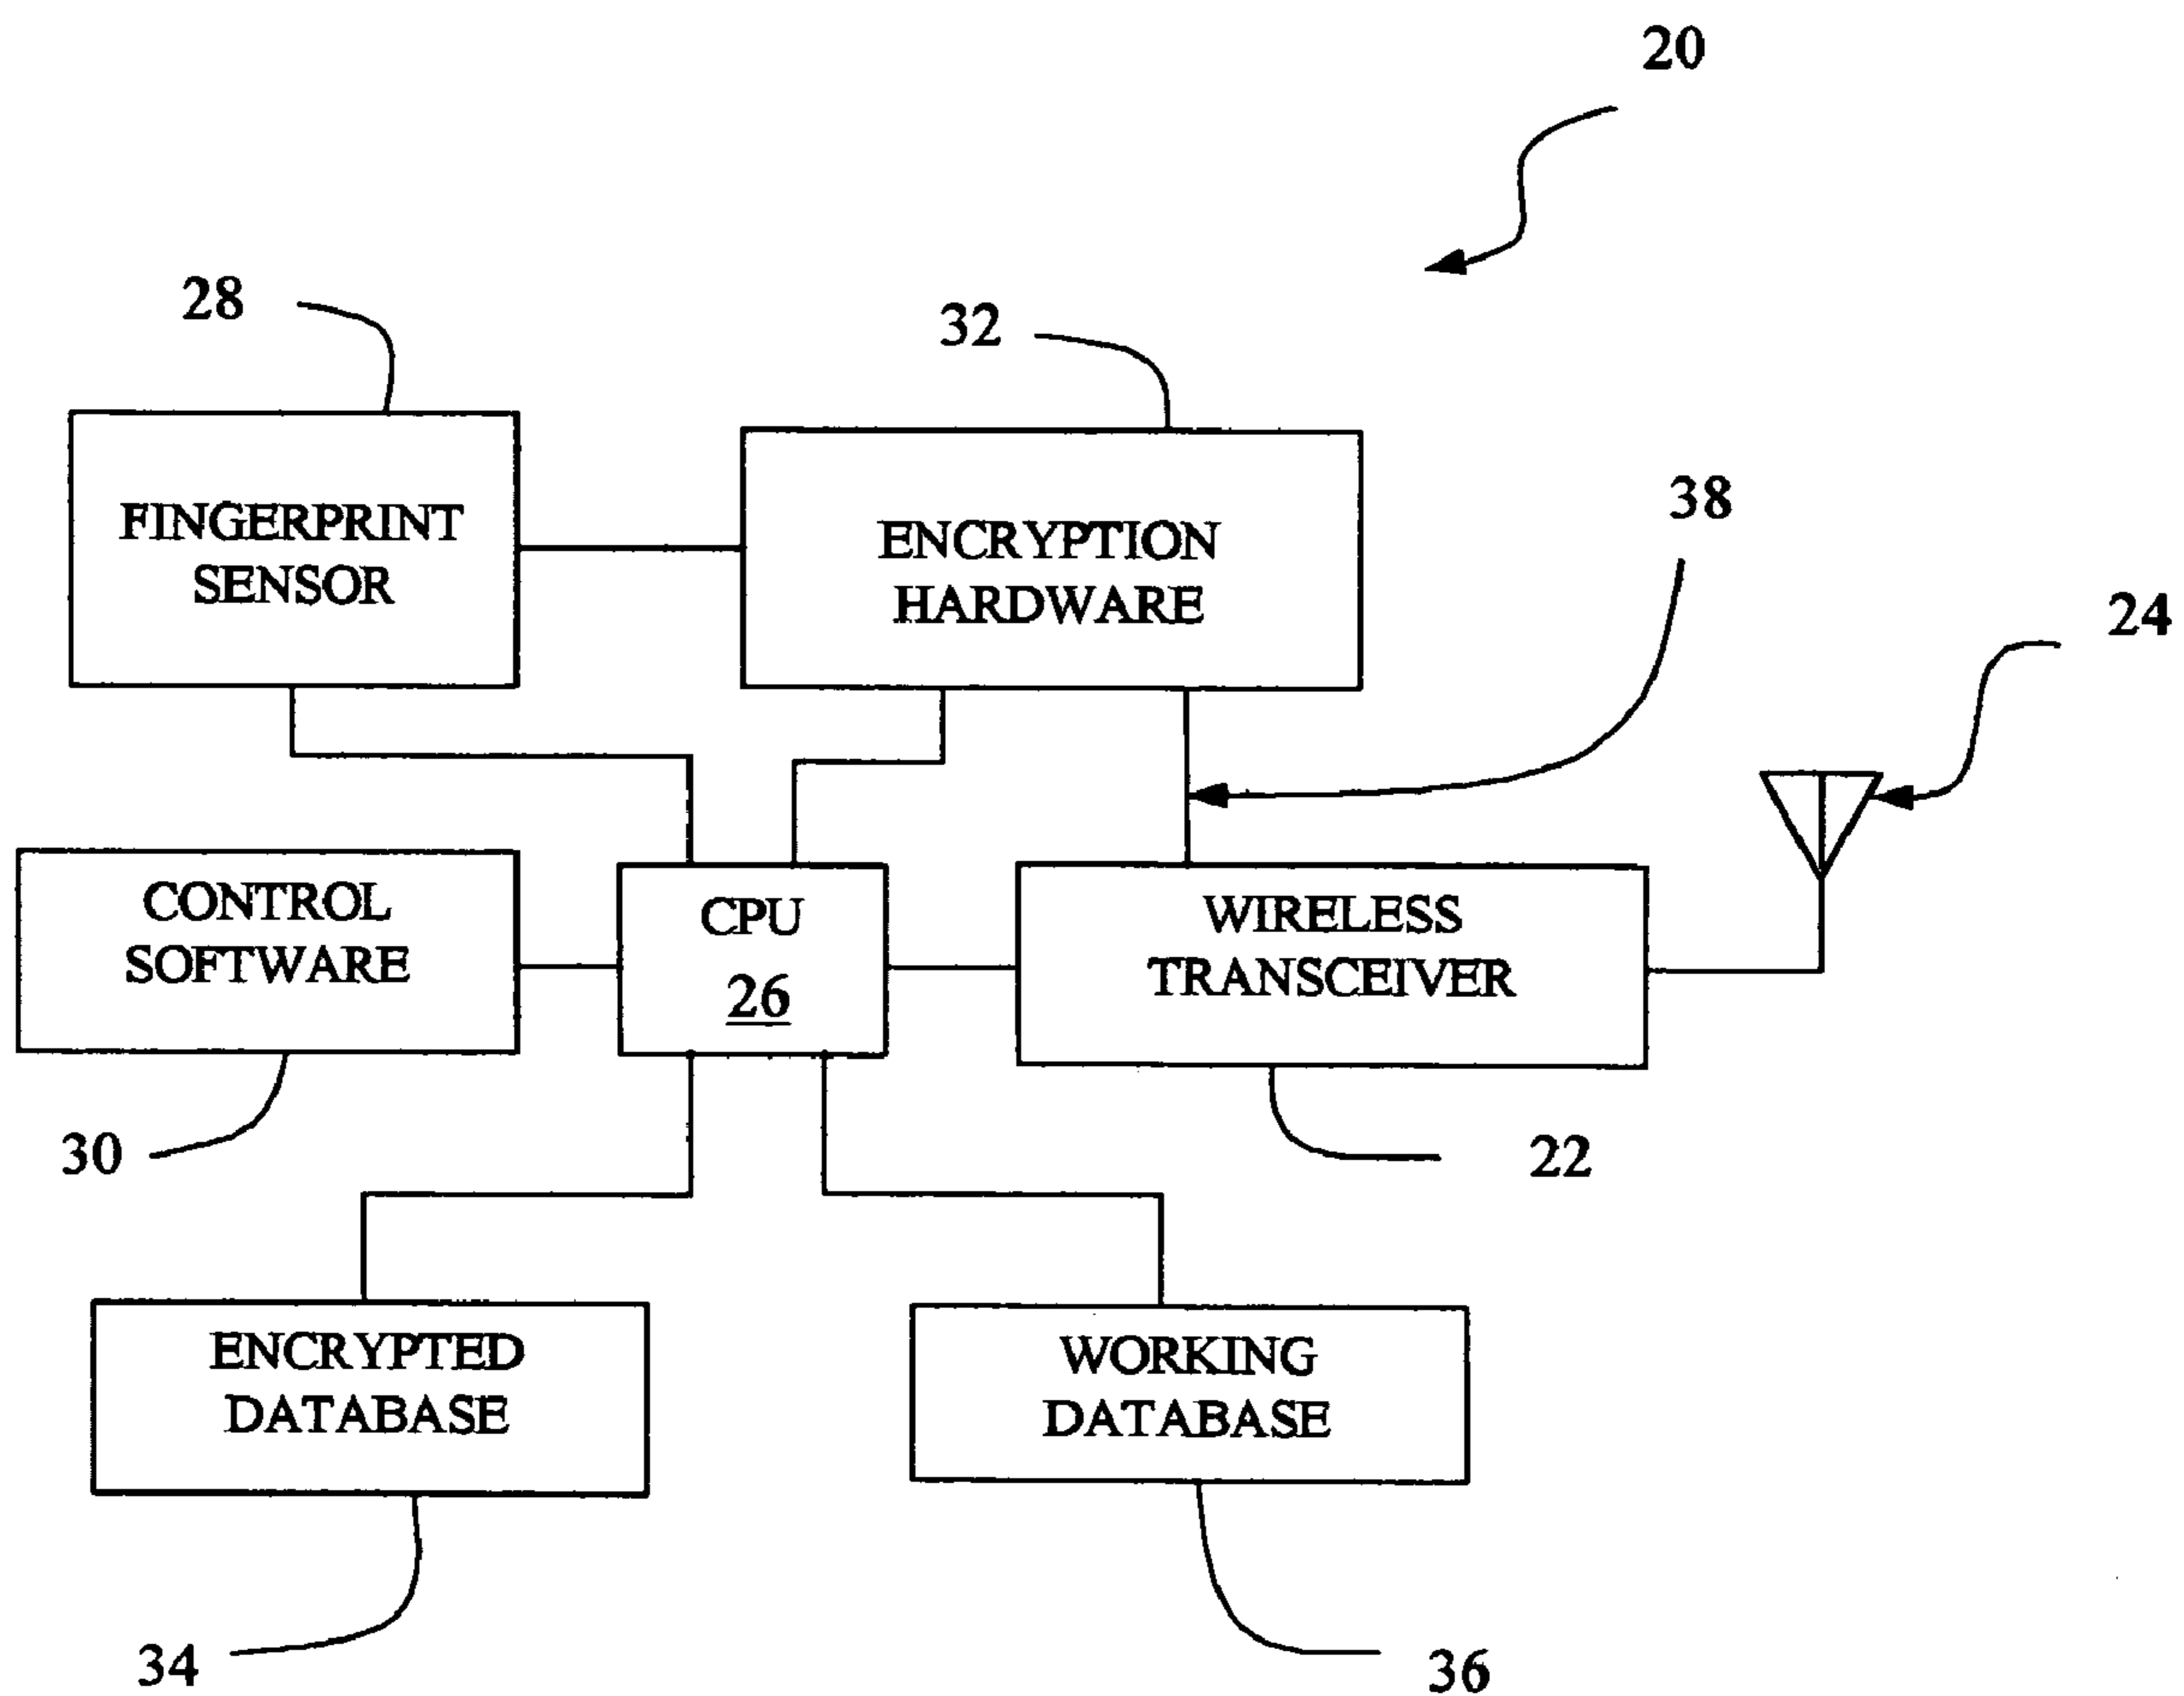 20
28
32
FINGERPRINT
SENSOR
ENCRYPTION
HARDWARE
38
24
CONTROL
SOFTWARE
CPU
26
WIRELESS
TRANSCEIVER
30
22
ENCRYPTED
DATABASE
WORKING
DATABASE
34
36